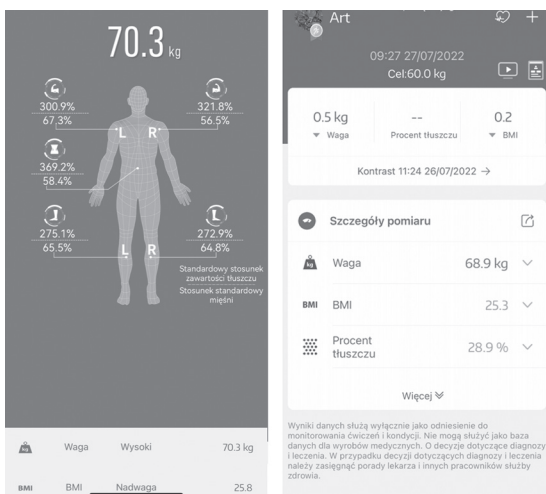 70.3 kg
300.9%
67.3%
321.8%
56.5%
L R
369.2%
58.4%
275.1%
65.5%
272.9%
64.8%
L R
Standardowy stosunek
zawartości tłuszczu
Stosunek standardowy
mięśni
kg Waga Wysoki 70.3 kg
BMI BMI Nadwaga 25.8
Art
09:27 27/07/2022
Cel:60.0 kg
0.5 kg -- 0.2
Waga Procent tłuszczu BMI
Kontrast 11:24 26/07/2022 →
Szczegóły pomiaru
kg Waga 68.9 kg
BMI BMI 25.3
Procent
tłuszczu 28.9 %
Więcej
Wyniki danych służą wyłącznie jako odniesienie do
monitorowania ćwiczeń i kondycji. Nie mogą służyć jako baza
danych dla wyrobów medycznych. O decyzje dotyczące diagnozy
i leczenia. W przypadku decyzji dotyczących diagnozy i leczenia
należy zasięgnąć porady lekarza i innych pracowników służby
zdrowia.